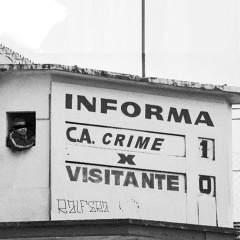 INFORMA
C.A. CRIME 1
X
VISITANTE 0